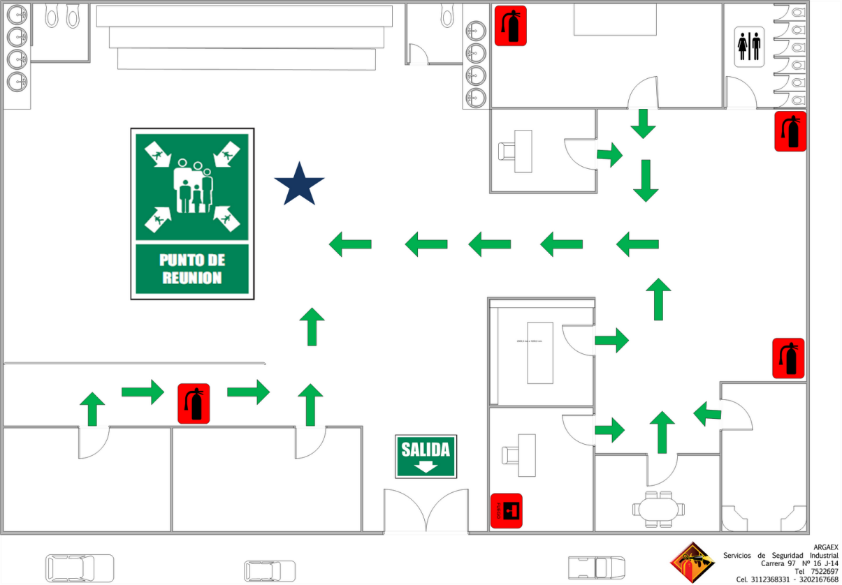 PUNTO DE
REUNION
SALIDA
ARGAEX
Servicios de Seguridad Industrial
Carrera 97 Nº 16 J-14
Tel 7522697
Cel. 3112368331 - 3202167668